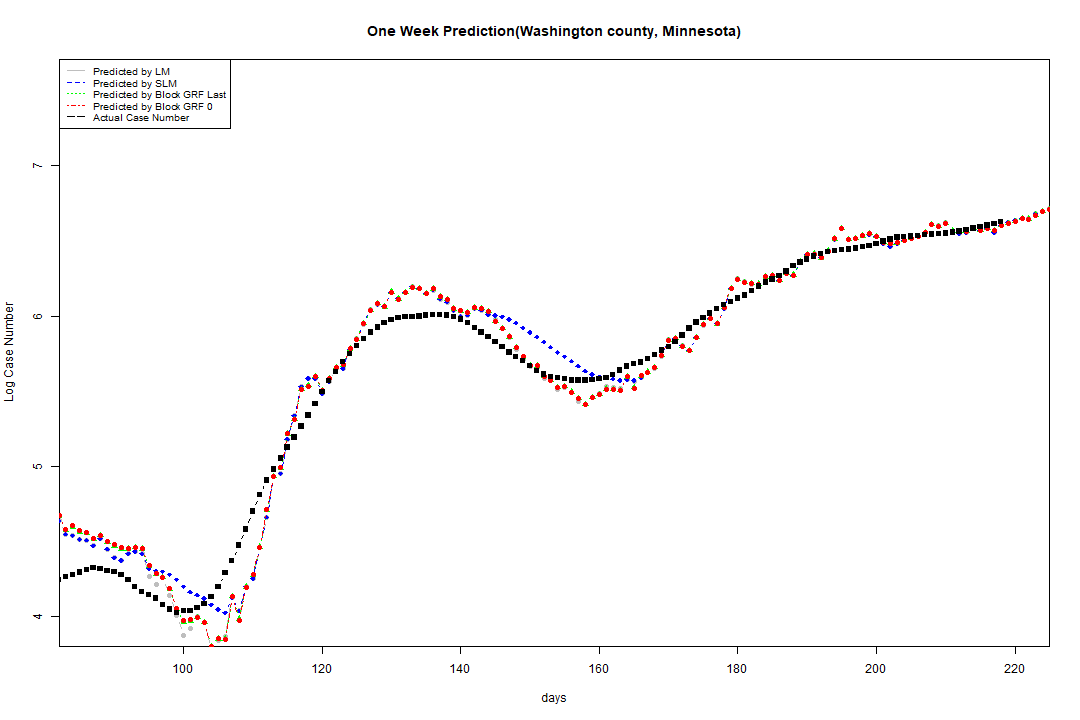 One Week Prediction(Washington county, Minnesota)
Predicted by LM
Predicted by SLM
Predicted by Block GRF Last
Predicted by Block GRF 0
Actual Case Number
7
6
5
4
Log Case Number
100 120 140 160 180 200 220
days